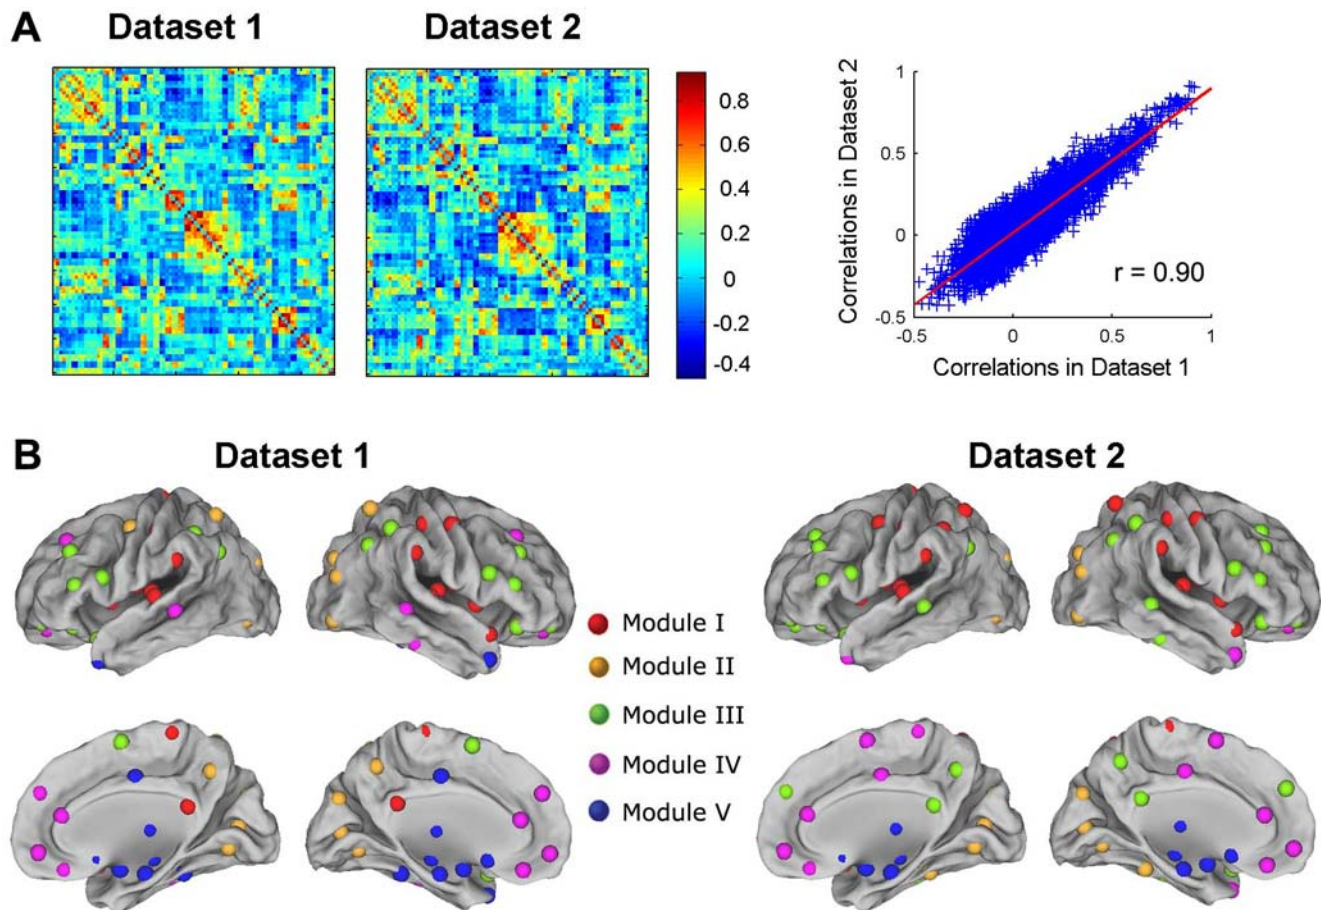 A
Dataset 1
Dataset 2
0.8
0.6
0.4
0.2
0
-0.2
-0.4
Correlations in Dataset 2
1
0.5
0
-0.5
r = 0.90
-0.5
0
0.5
1
Correlations in Dataset 1
B
Dataset 1
Dataset 2
Module I
Module II
Module III
Module IV
Module V